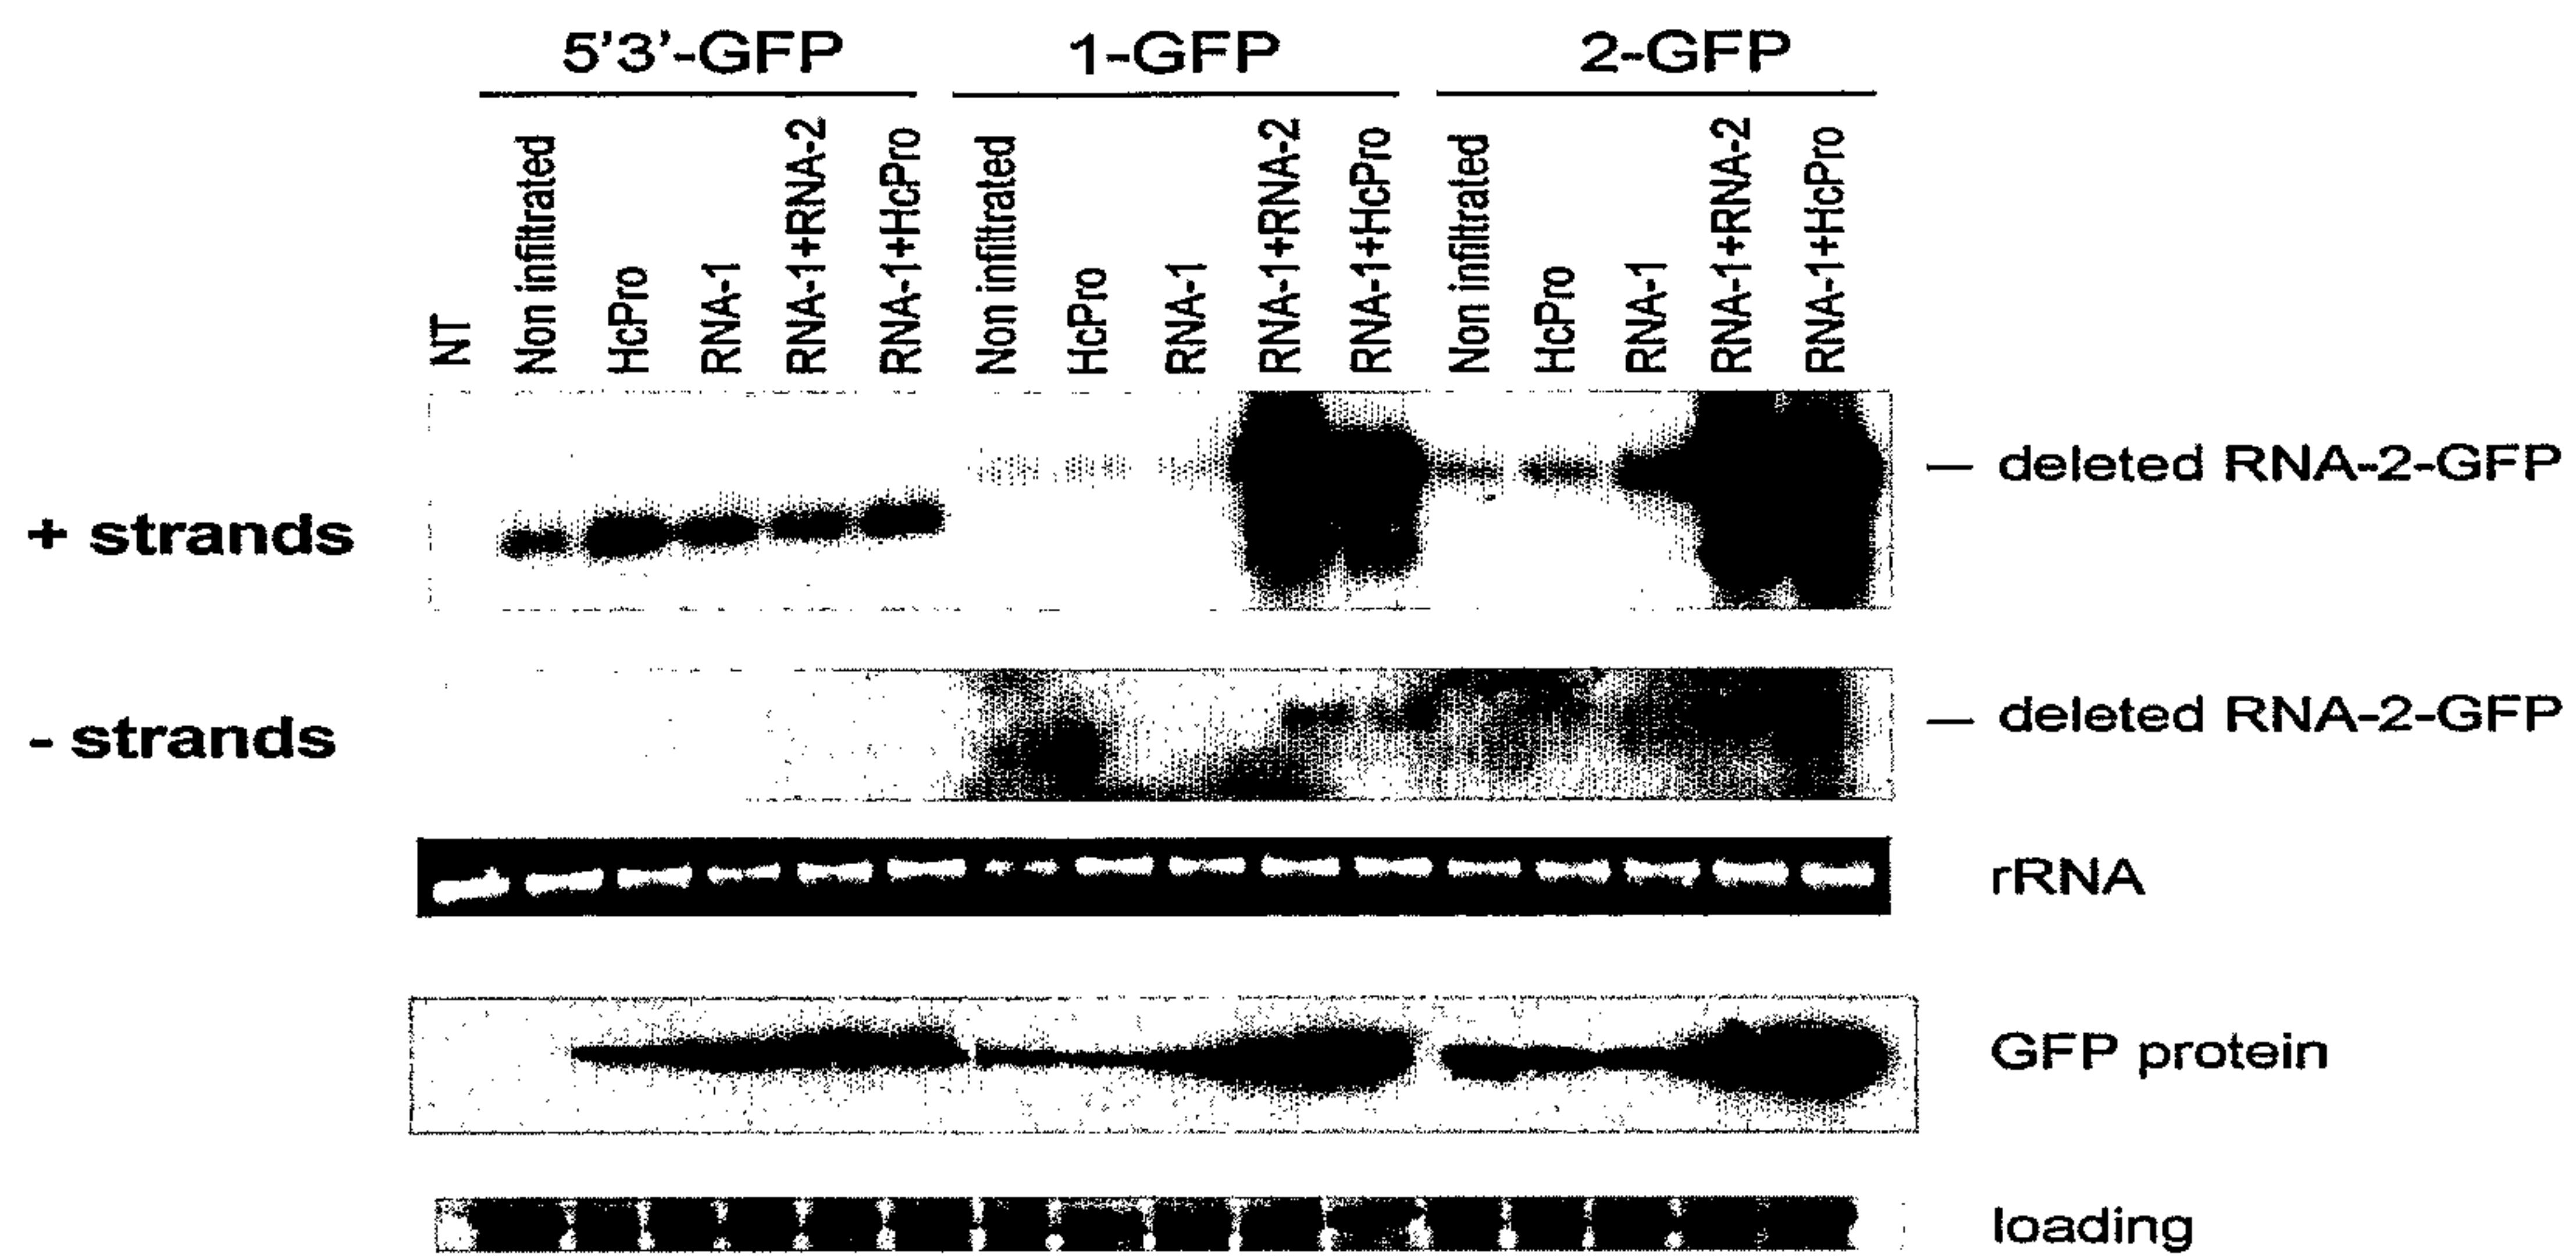 5'3'-GFP 1-GFP 2-GFP
NT Non infiltrated HcPro RNA-1 RNA-1+RNA-2 RNA-1+HcPro Non infiltrated HcPro RNA-1 RNA-1+RNA-2 RNA-1+HcPro Non infiltrated HcPro RNA-1 RNA-1+RNA-2 RNA-1+HcPro
+ strands
— deleted RNA-2-GFP
- strands
— deleted RNA-2-GFP
rRNA
GFP protein
loading